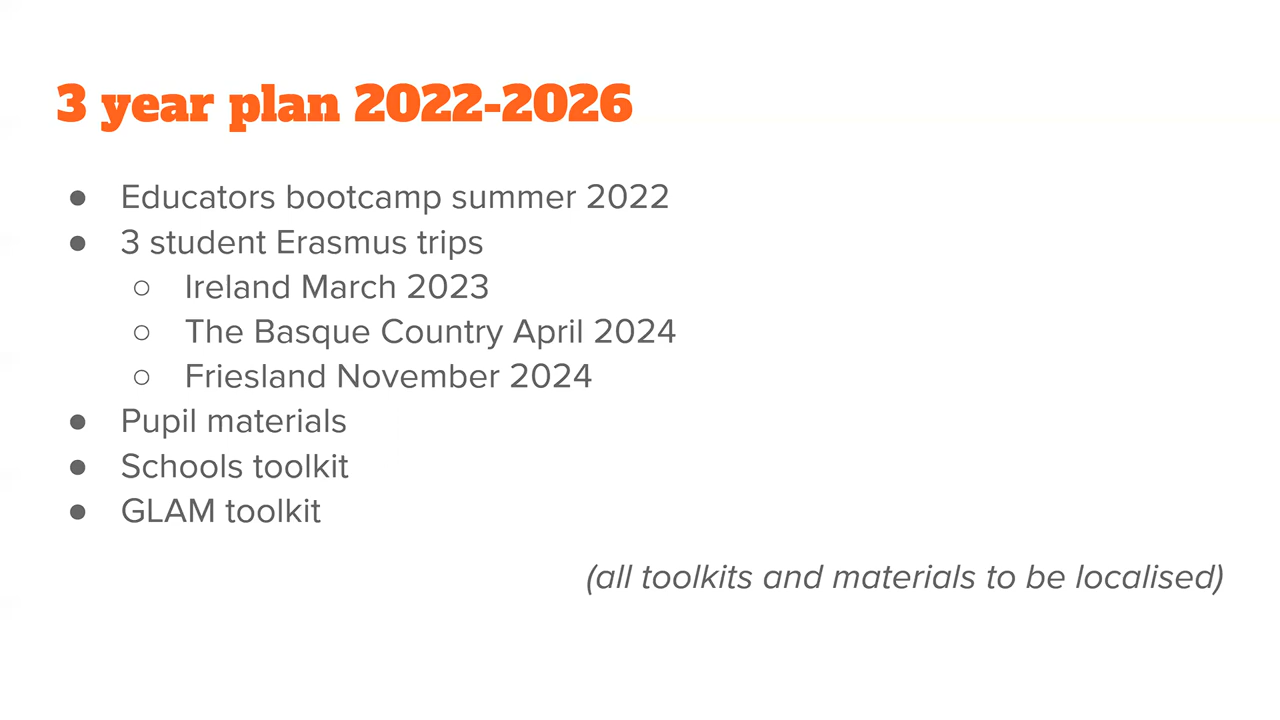 3 year plan 2022-2026
● Educators bootcamp summer 2022
● 3 student Erasmus trips
○ Ireland March 2023
○ The Basque Country April 2024
○ Friesland November 2024
● Pupil materials
● Schools toolkit
● GLAM toolkit
(all toolkits and materials to be localised)